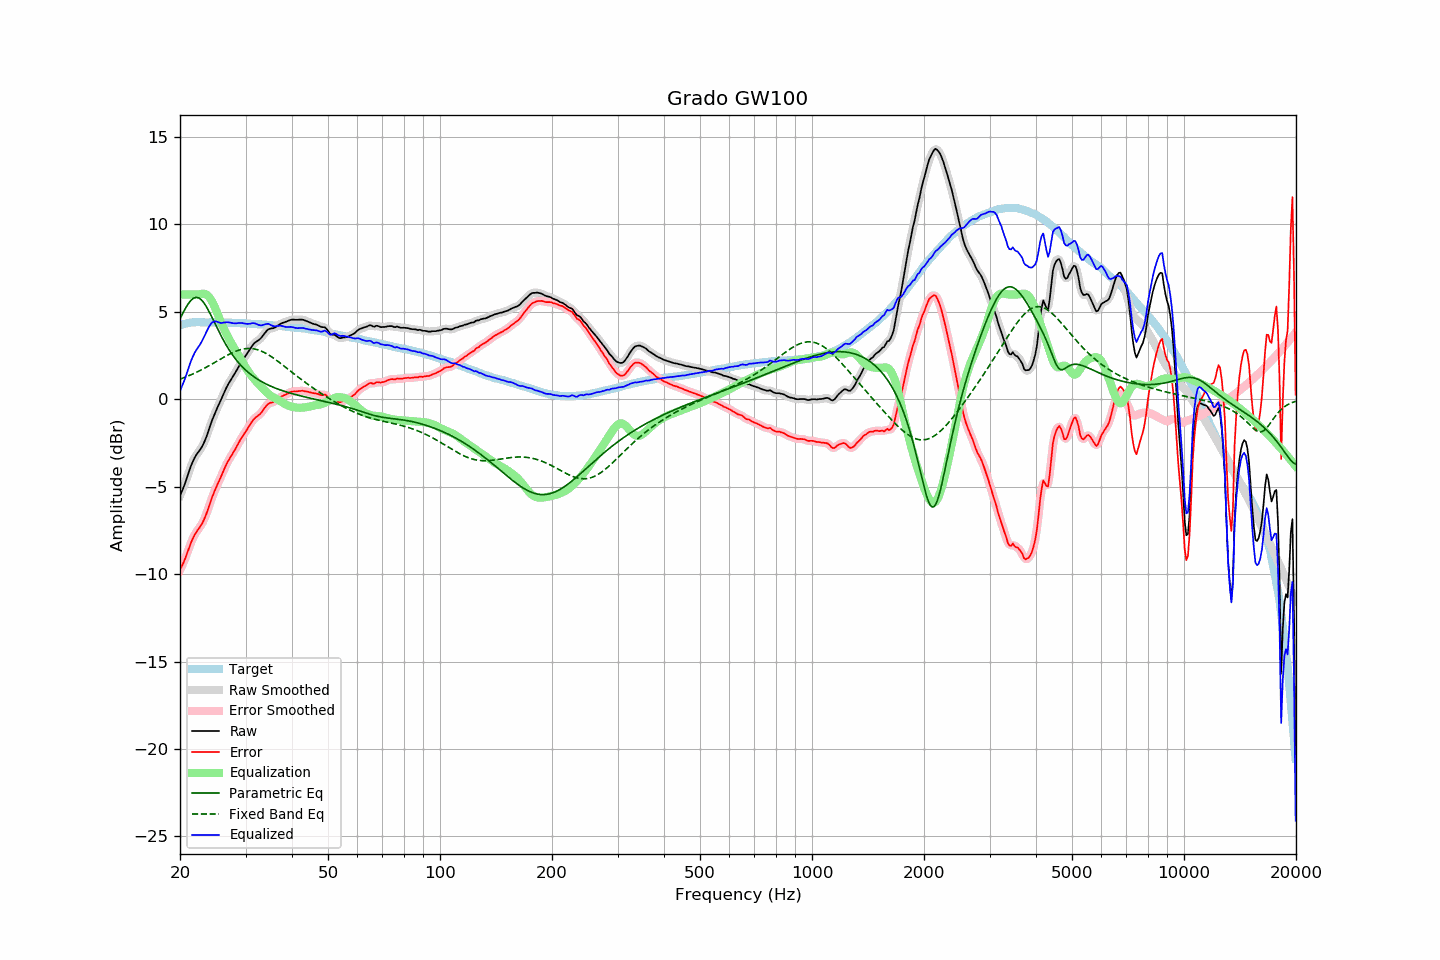 Grado GW100
Amplitude (dBr)
15
10
5
0
−5
−10
−15
−20
−25
Target
Raw Smoothed
Error Smoothed
Raw
Error
Equalization
Parametric Eq
Fixed Band Eq
Equalized
20 50 100 200 500 1000 2000 5000 10000 20000
Frequency (Hz)